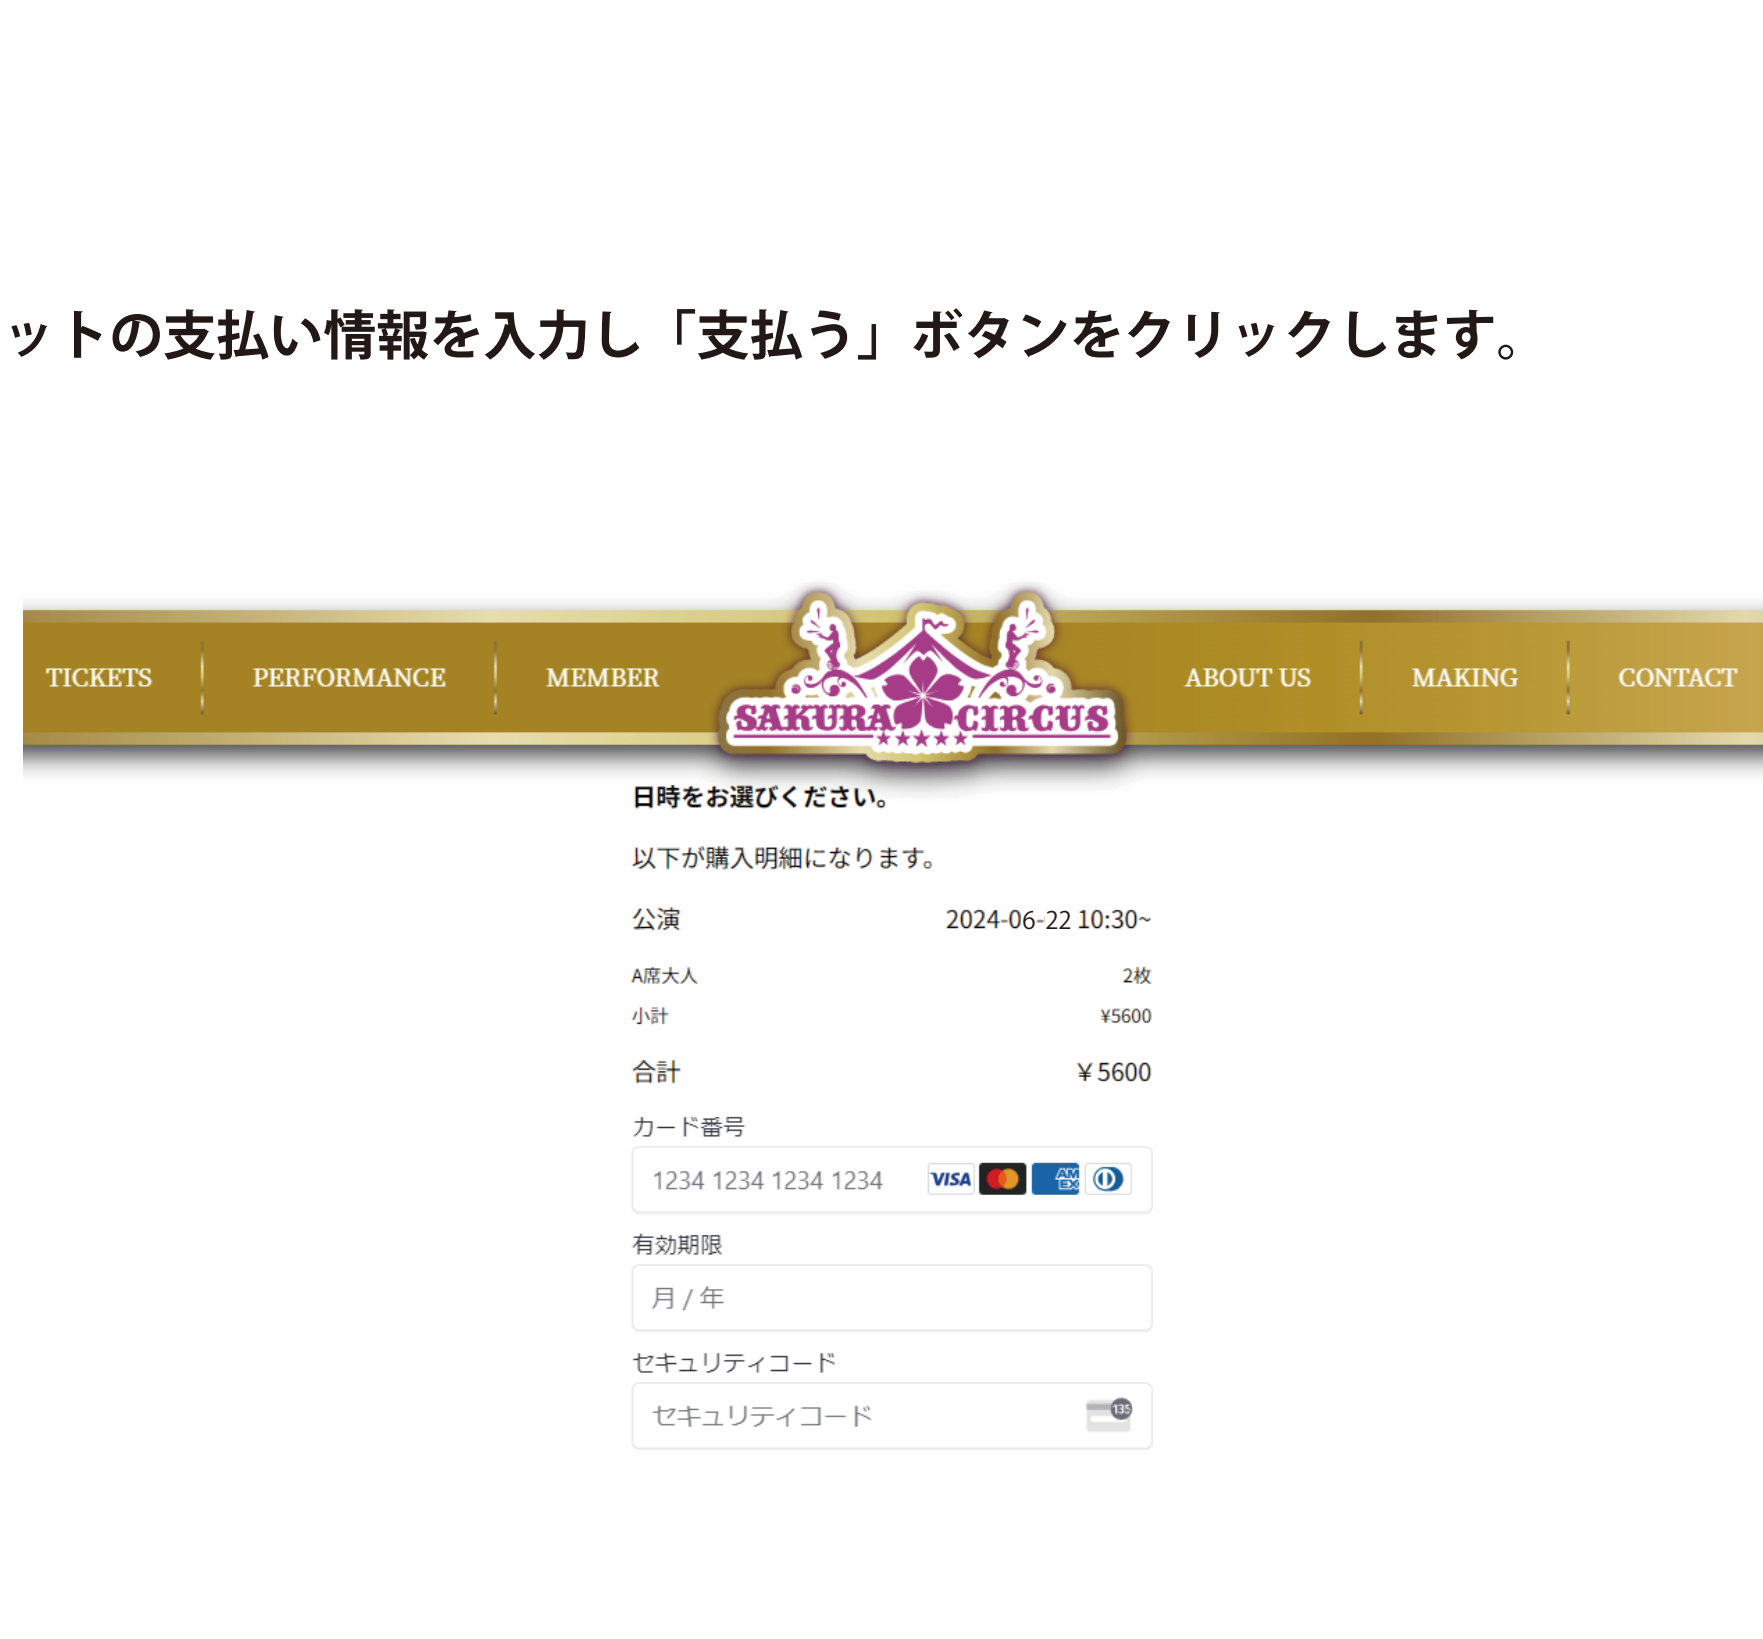 ットの支払い情報を入力し「支払う」ボタンをクリックします。
TICKETS PERFORMANCE MEMBER SAKURA CIRCUS ABOUT US MAKING CONTACT
日時をお選びください。
以下が購入明細になります。
公演 2024-06-22 10:30~
A席大人 2枚
小計 ¥5600
合計 ￥5600
カード番号
1234 1234 1234 1234 VISA AM EX
有効期限
月 / 年
セキュリティコード
セキュリティコード 135